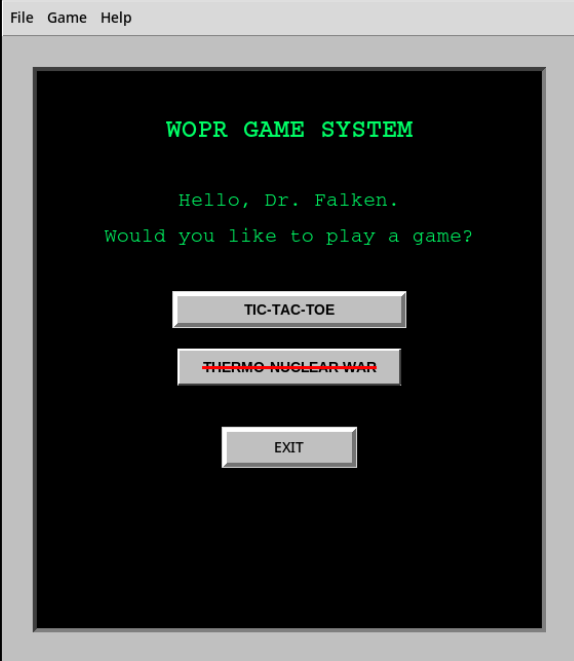 File Game Help
WOPR GAME SYSTEM
Hello, Dr. Falken.
Would you like to play a game?
TIC-TAC-TOE
THERMO-NUCLEAR WAR
EXIT